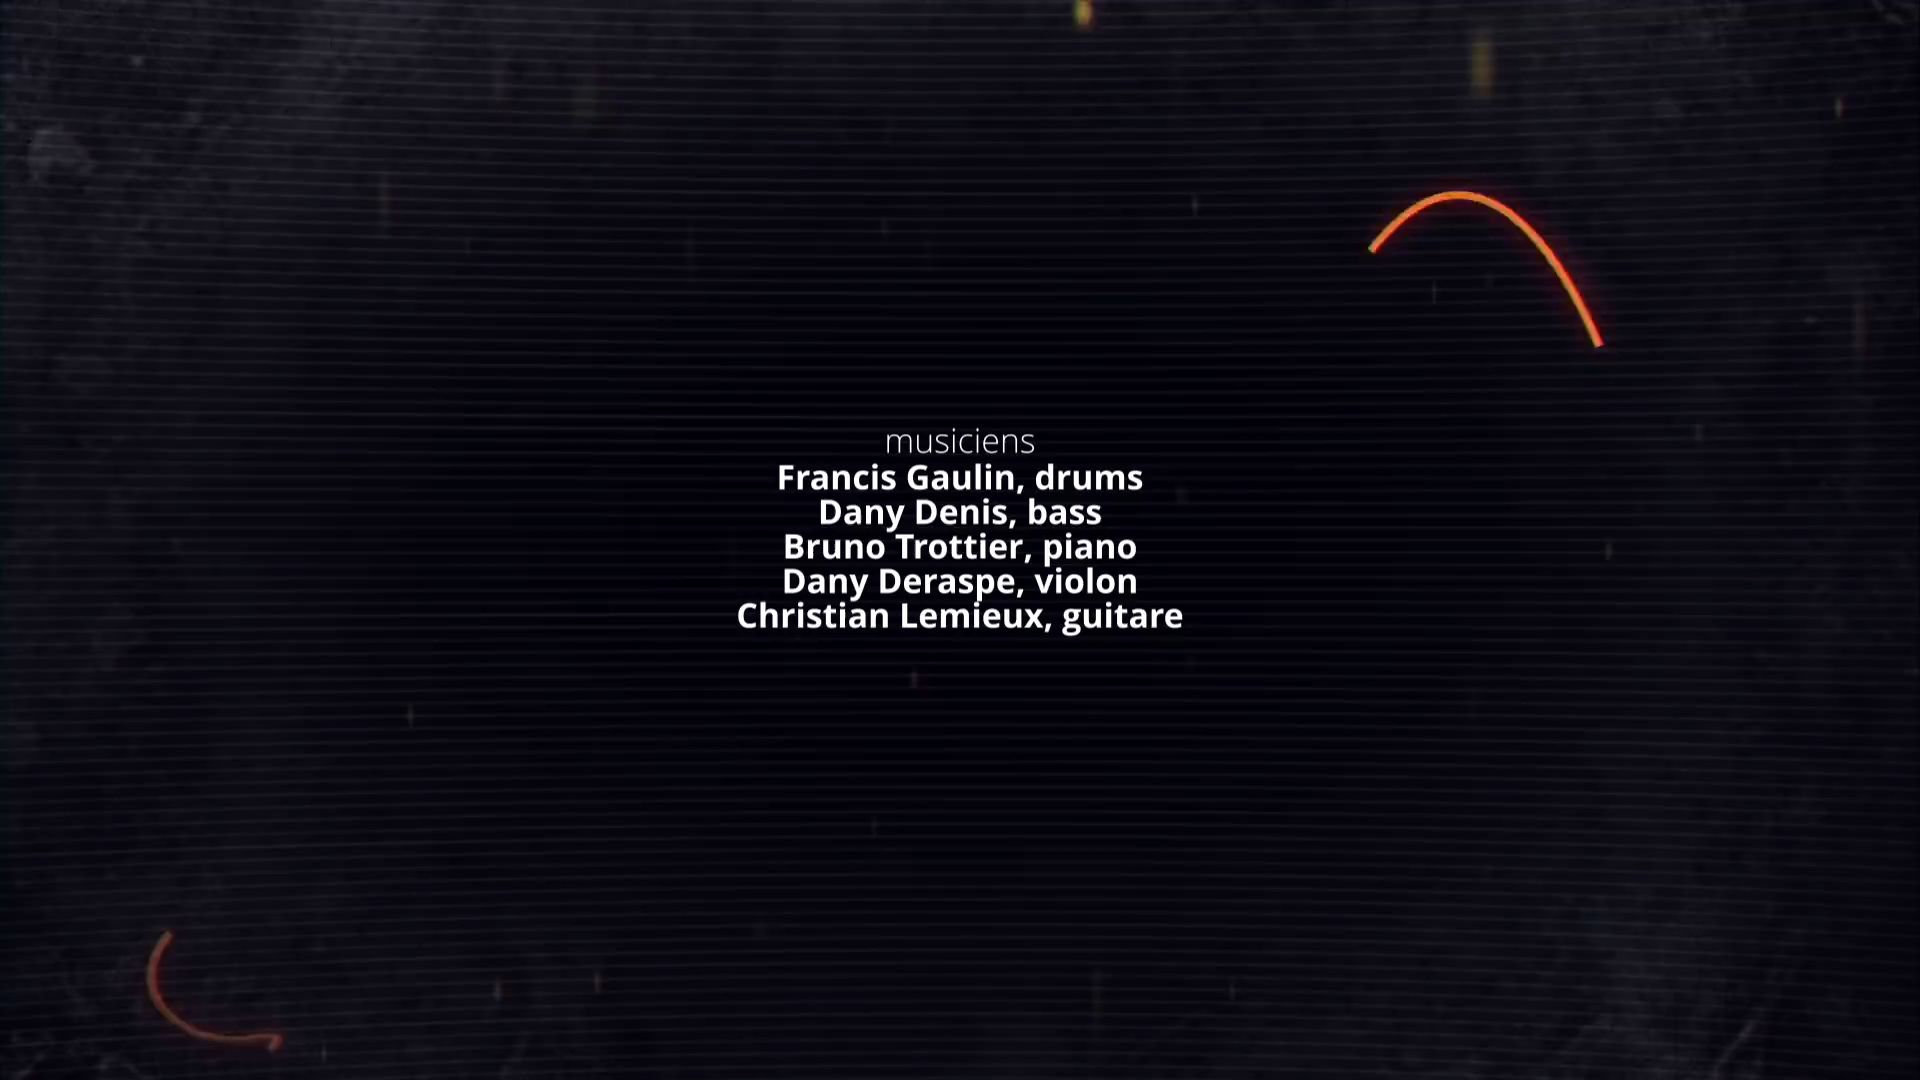 musiciens
Francis Gaulin, drums
Dany Denis, bass
Bruno Trottier, piano
Dany Deraspe, violon
Christian Lemieux, guitare